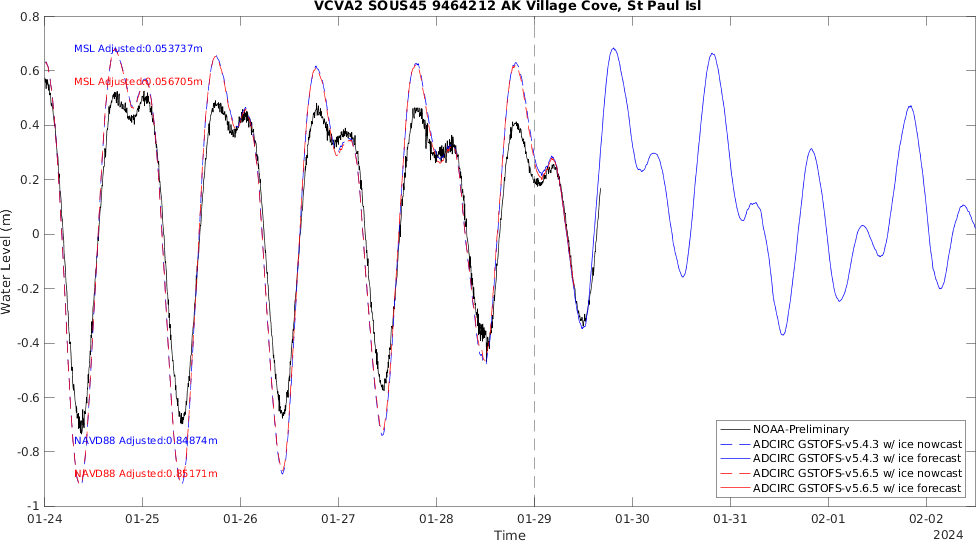 VCVA2 SOUS45 9464212 AK Village Cove, St Paul Isl
0.8
0.6
0.4
0.2
0
-0.2
-0.4
-0.6
-0.8
-1
Water Level (m)
MSL Adjusted:0.053737m
MSL Adjusted:0.056705m
NAVD88 Adjusted:0.84874m
NAVD88 Adjusted:0.85171m
NOAA-Preliminary
ADCIRC GSTOFS-v5.4.3 w/ ice nowcast
ADCIRC GSTOFS-v5.4.3 w/ ice forecast
ADCIRC GSTOFS-v5.6.5 w/ ice nowcast
ADCIRC GSTOFS-v5.6.5 w/ ice forecast
01-24 01-25 01-26 01-27 01-28 01-29 01-30 01-31 02-01 02-02
Time
2024